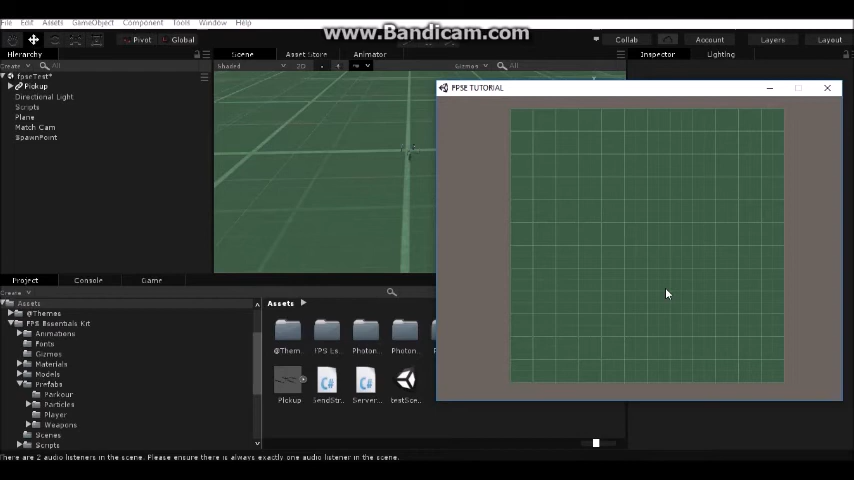 www.Bandicam.com
File Edit Assets GameObject Component Tools Window Help
Pivot Global Collab Account Layers Layout
Hierarchy Scene Asset Store Animator Inspector Lighting
Create All Shaded 2D Gizmos All
fpseTest*
Pickup
Directional Light
Scripts
Plane
Match Cam
SpawnPoint
FPSE TUTORIAL
Project Console Game
Create
Assets
@Themes
FPS Essentials Kit
Animations
Fonts
Gizmos
Materials
Models
Prefabs
Parkour
Particles
Player
Weapons
Scenes
Scripts
Assets
@Them... FPS Es... Photon... Photon...
Pickup SendStr... Server... testSce...
There are 2 audio listeners in the scene. Please ensure there is always exactly one audio listener in the scene.